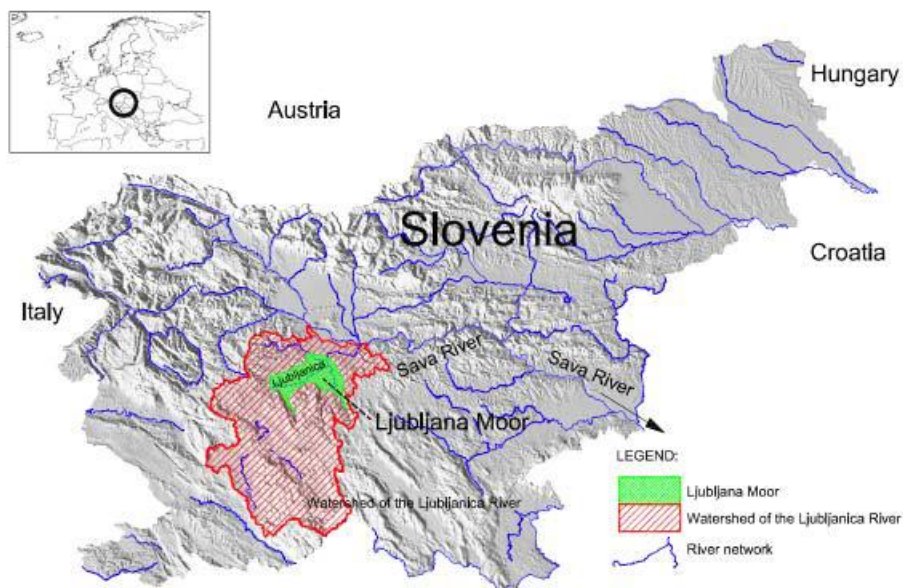 Hungary
Austria
Slovenia
Croatia
Italy
Sava River
Sava River
Ljubljanica
Ljubljana Moor
Watershed of the Ljubljanica River
LEGEND:
Ljubljana Moor
Watershed of the Ljubljanica River
River network